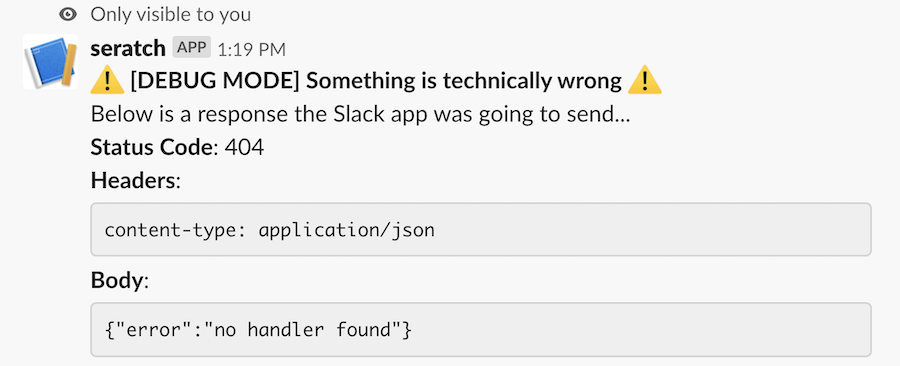 Only visible to you
seratch APP 1:19 PM
⚠️ [DEBUG MODE] Something is technically wrong ⚠️
Below is a response the Slack app was going to send...
Status Code: 404
Headers:
content-type: application/json
Body:
{"error":"no handler found"}